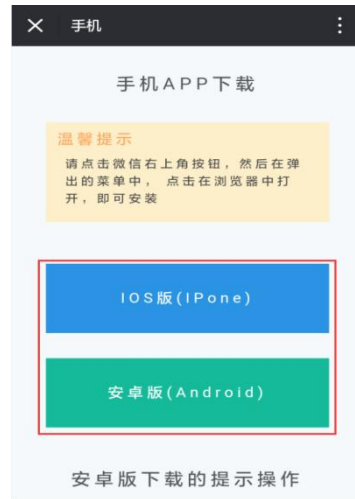 手机
手机APP下载
温馨提示
请点击微信右上角按钮，然后在弹
出的菜单中， 点击在浏览器中打
开，即可安装
IOS版(IPone)
安卓版(Android)
安卓版下载的提示操作